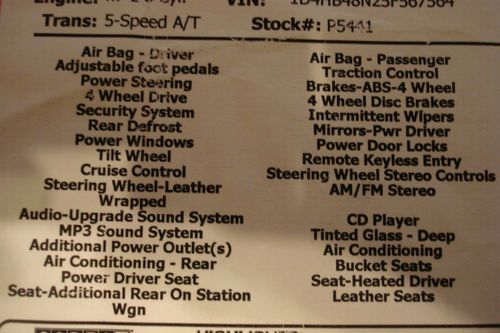 Trans: 5-Speed A/T Stock#: P5441
Air Bag - Driver
Adjustable foot pedals
Power Steering
4 Wheel Drive
Security System
Rear Defrost
Power Windows
Tilt Wheel
Cruise Control
Steering Wheel-Leather
Wrapped
Audio-Upgrade Sound System
MP3 Sound System
Additional Power Outlet(s)
Air Conditioning - Rear
Power Driver Seat
Seat-Additional Rear On Station
Wgn
Air Bag - Passenger
Traction Control
Brakes-ABS-4 Wheel
4 Wheel Disc Brakes
Intermittent Wipers
Mirrors-Pwr Driver
Power Door Locks
Remote Keyless Entry
Steering Wheel Stereo Controls
AM/FM Stereo
CD Player
Tinted Glass - Deep
Air Conditioning
Bucket Seats
Seat-Heated Driver
Leather Seats